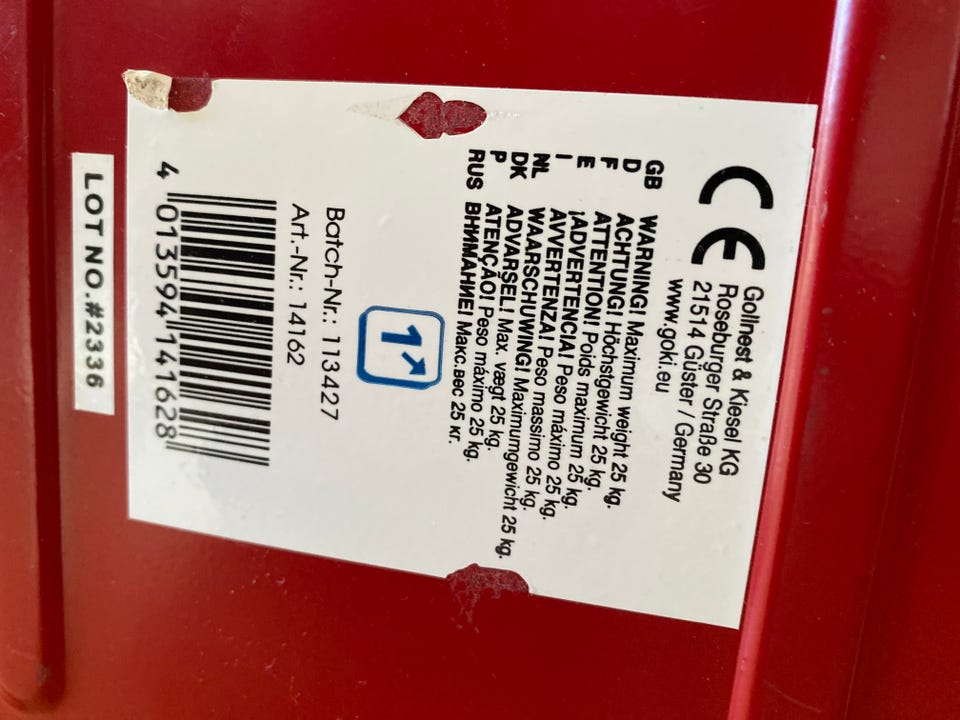 CE
Gollnest & Kiesel KG
Roseburger Straße 30
21514 Güster / Germany
www.goki.eu
GB WARNING! Maximum weight 25 kg.
D ACHTUNG! Höchstgewicht 25 kg.
F ATTENTION! Poids maximum 25 kg.
E ¡ADVERTENCIA! Peso máximo 25 kg.
I AVVERTENZA! Peso massimo 25 kg.
NL WAARSCHUWING! Maximumgewicht 25 kg.
DK ADVARSEL! Max. vægt 25 kg.
P ATENÇÃO! Peso máximo 25 kg.
RUS ВНИМАНИЕ! Макс.вес 25 кг.
1
Batch-Nr.: 113427
Art.-Nr.: 14162
4 013594 141628
LOT NO.#2336